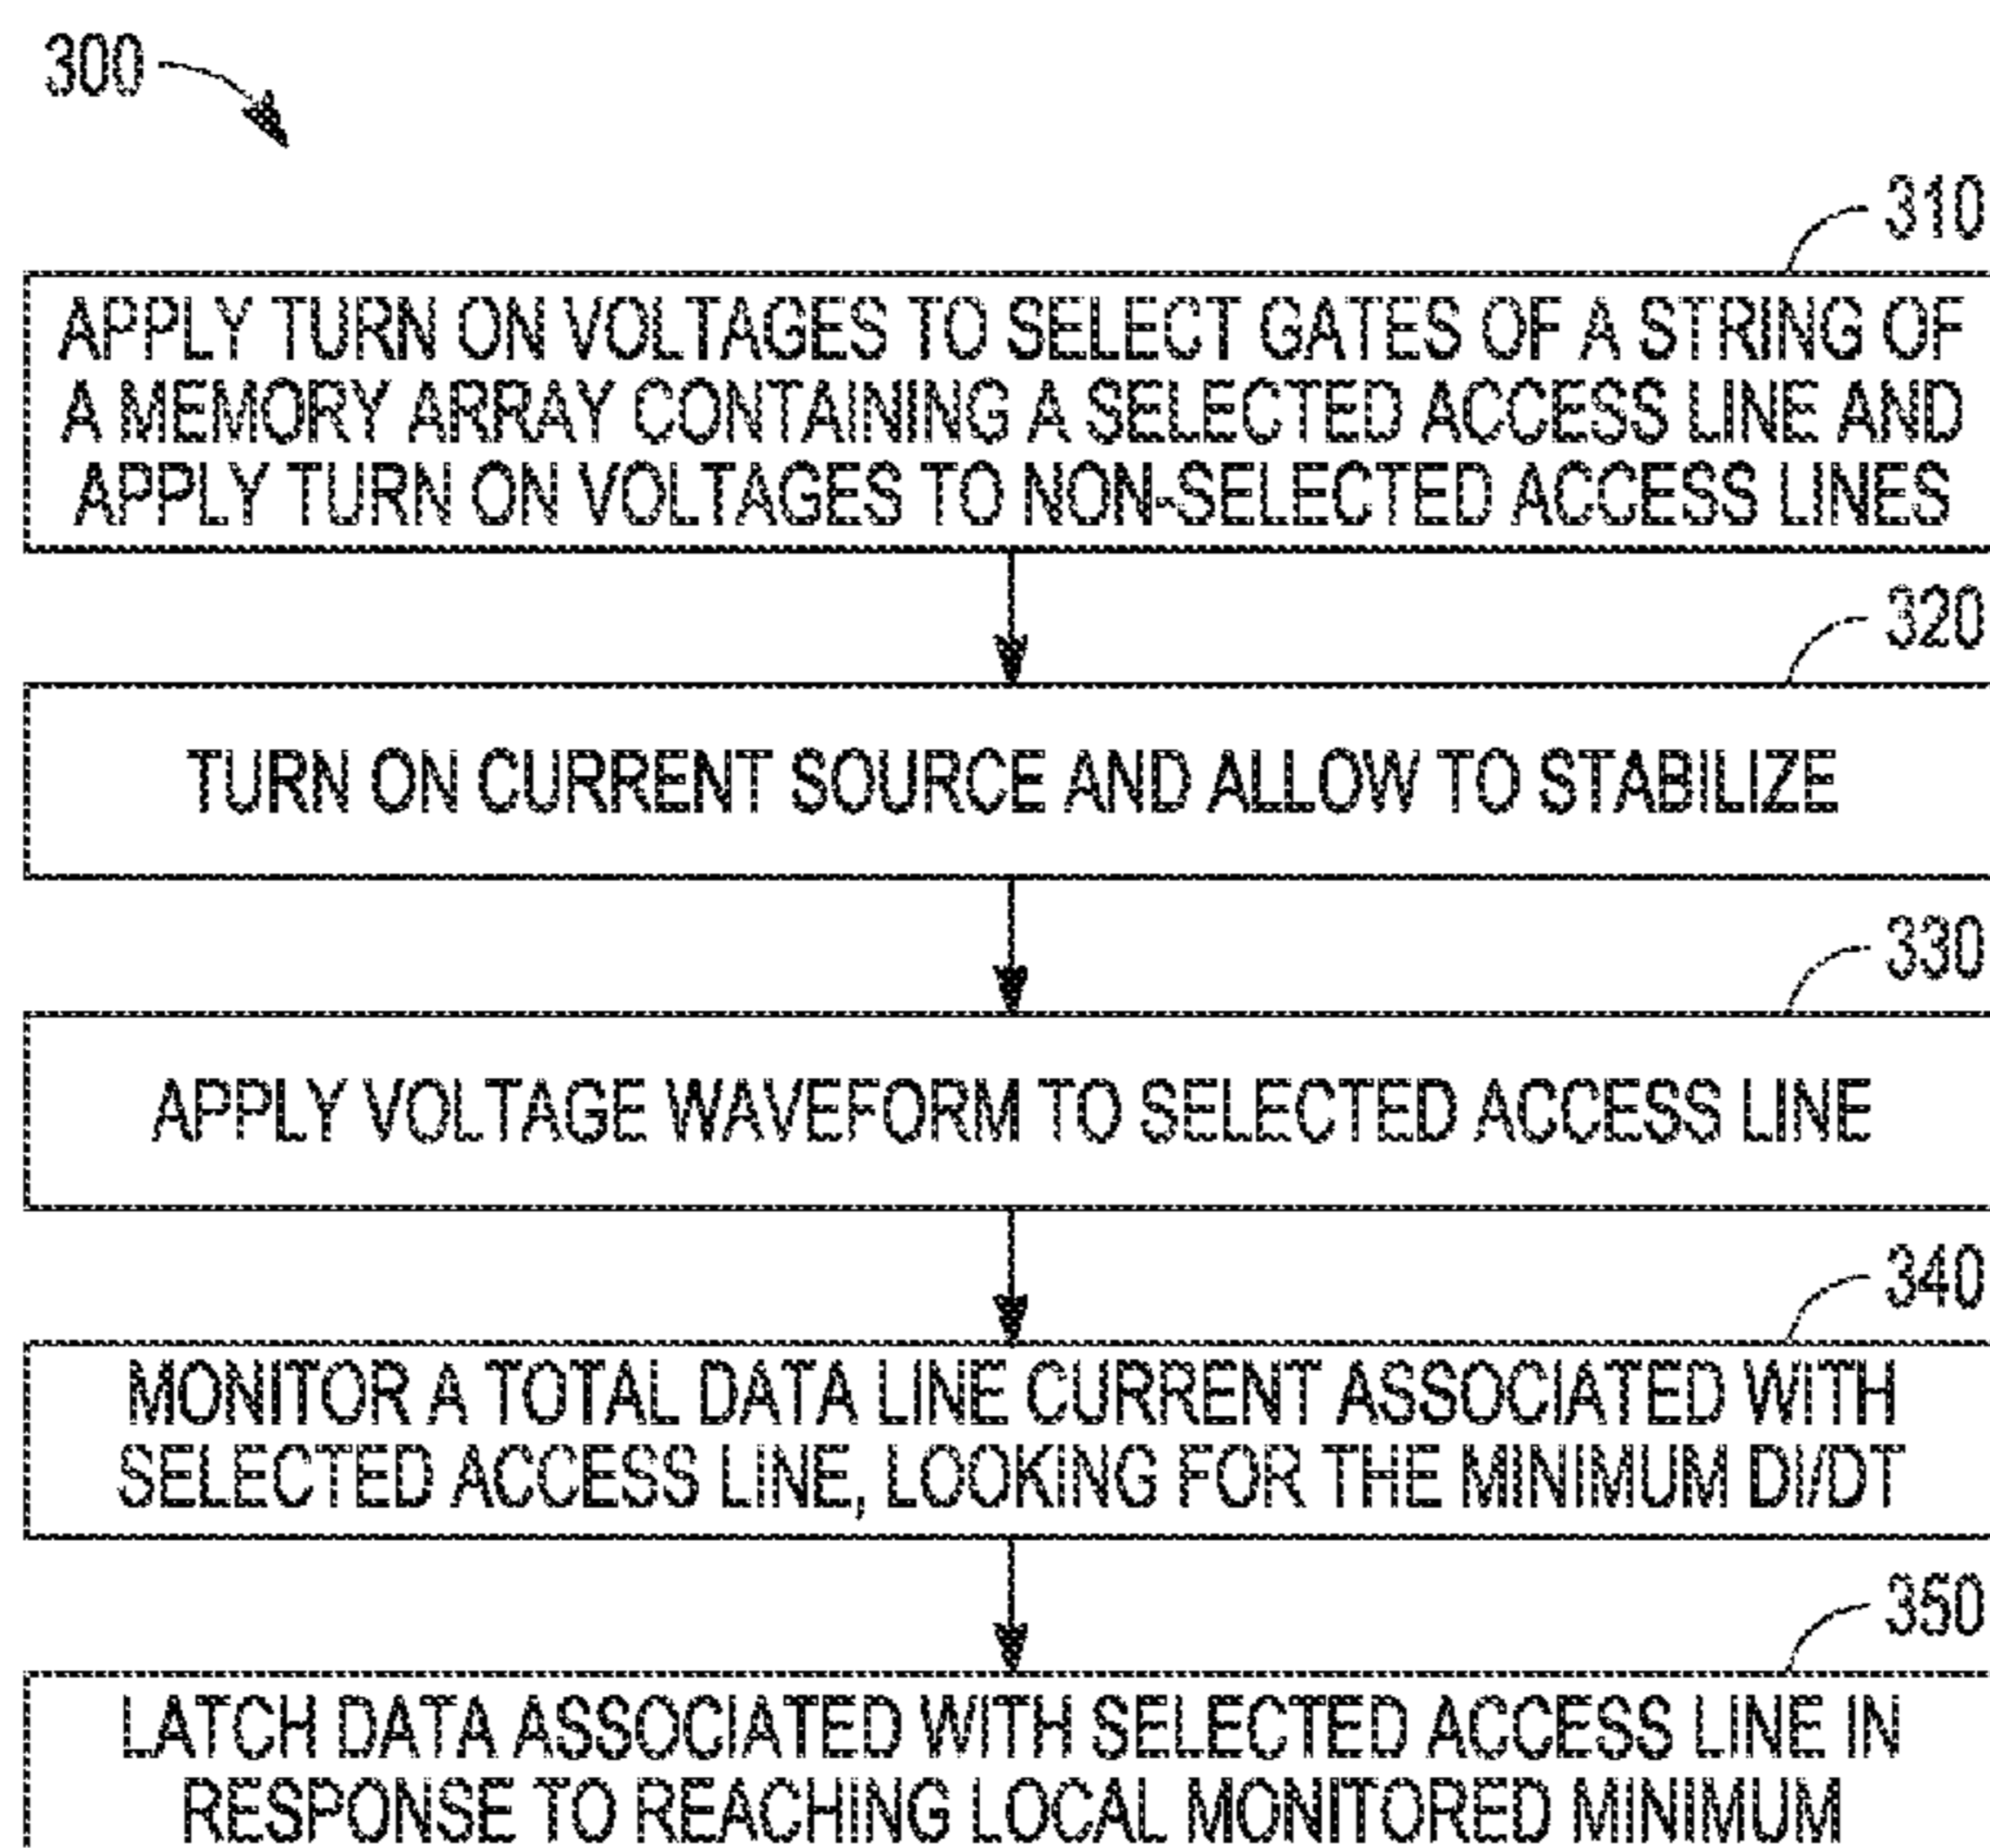 300
310
APPLY TURN ON VOLTAGES TO SELECT GATES OF A STRING OF
A MEMORY ARRAY CONTAINING A SELECTED ACCESS LINE AND
APPLY TURN ON VOLTAGES TO NON-SELECTED ACCESS LINES
320
TURN ON CURRENT SOURCE AND ALLOW TO STABILIZE
330
APPLY VOLTAGE WAVEFORM TO SELECTED ACCESS LINE
340
MONITOR A TOTAL DATA LINE CURRENT ASSOCIATED WITH
SELECTED ACCESS LINE, LOOKING FOR THE MINIMUM DI/DT
350
LATCH DATA ASSOCIATED WITH SELECTED ACCESS LINE IN
RESPONSE TO REACHING LOCAL MONITORED MINIMUM